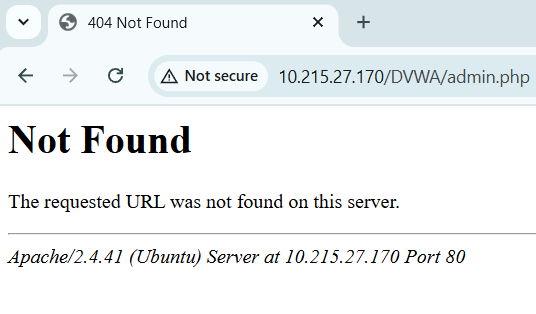 404 Not Found
Not secure 10.215.27.170/DVWA/admin.php
Not Found
The requested URL was not found on this server.
Apache/2.4.41 (Ubuntu) Server at 10.215.27.170 Port 80